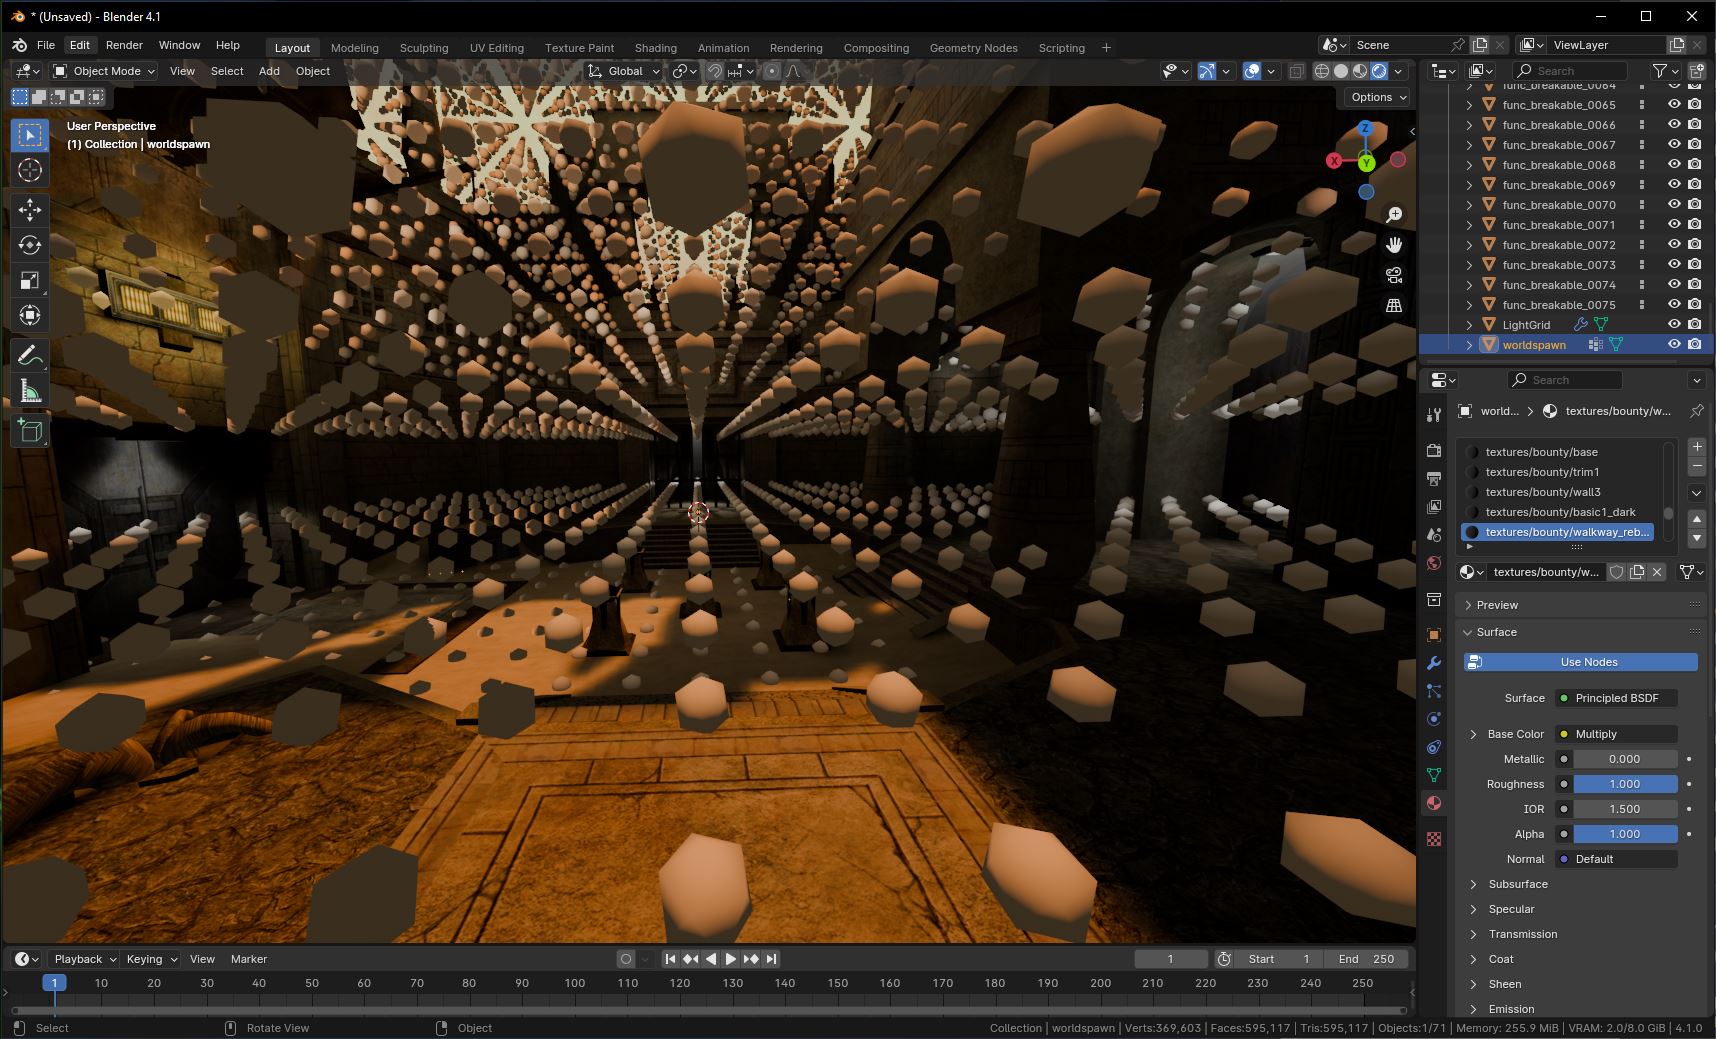 * (Unsaved) - Blender 4.1
File Edit Render Window Help
Layout Modeling Sculpting UV Editing Texture Paint Shading Animation Rendering Compositing Geometry Nodes Scripting +
Scene
ViewLayer
Object Mode View Select Add Object
Global
Search
Options
User Perspective
(1) Collection | worldspawn
Z
X
Y
func_breakable_0064
func_breakable_0065
func_breakable_0066
func_breakable_0067
func_breakable_0068
func_breakable_0069
func_breakable_0070
func_breakable_0071
func_breakable_0072
func_breakable_0073
func_breakable_0074
func_breakable_0075
LightGrid
worldspawn
Search
world... > textures/bounty/w...
textures/bounty/base
textures/bounty/trim1
textures/bounty/wall3
textures/bounty/basic1_dark
textures/bounty/walkway_reb...
textures/bounty/w...
Preview
Surface
Use Nodes
Surface Principled BSDF
Base Color Multiply
Metallic 0.000
Roughness 1.000
IOR 1.500
Alpha 1.000
Normal Default
Subsurface
Specular
Transmission
Coat
Sheen
Emission
Playback Keying View Marker
1 Start 1 End 250
1 10 20 30 40 50 60 70 80 90 100 110 120 130 140 150 160 170 180 190 200 210 220 230 240 250
Select Rotate View Object
Collection | worldspawn | Verts:369,603 | Faces:595,117 | Tris:595,117 | Objects:1/71 | Memory: 255.9 MiB | VRAM: 2.0/8.0 GiB | 4.1.0